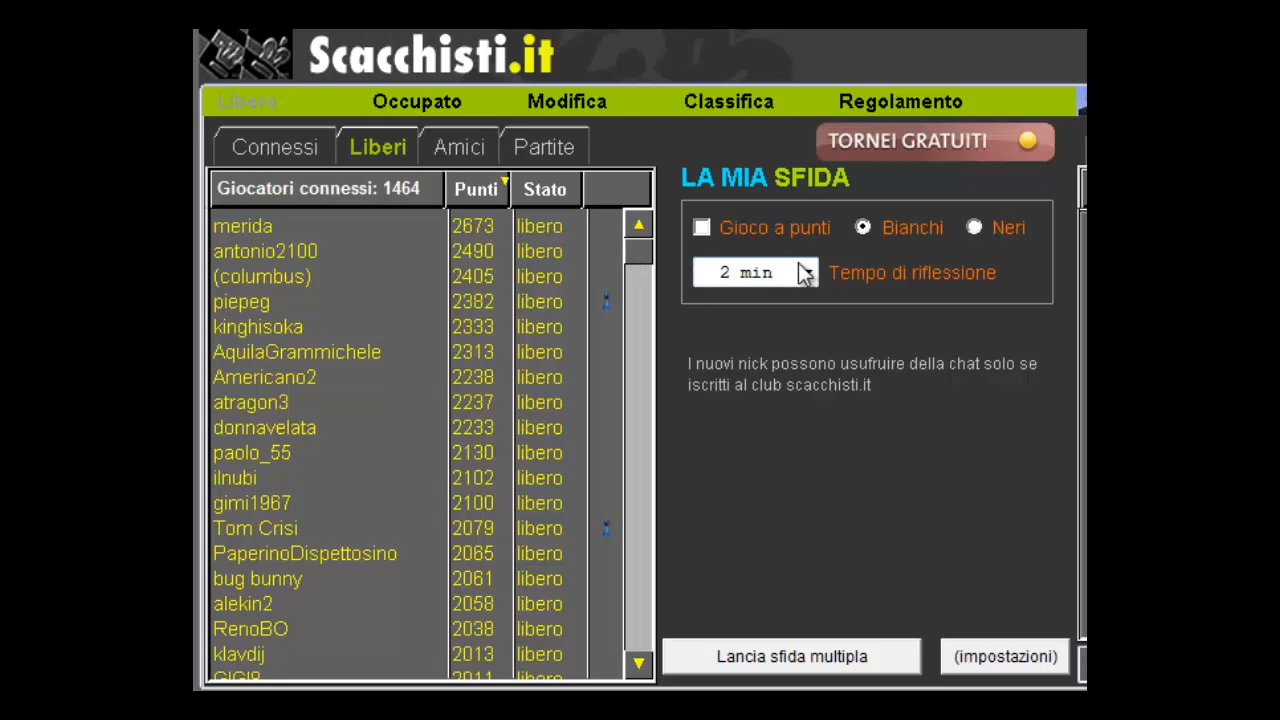 Scacchisti.it
Libero Occupato Modifica Classifica Regolamento
Connessi Liberi Amici Partite
TORNEI GRATUITI
Giocatori connessi: 1464 Punti Stato
merida 2673 libero
antonio2100 2490 libero
(columbus) 2405 libero
piepeg 2382 libero
kinghisoka 2333 libero
AquilaGrammichele 2313 libero
Americano2 2238 libero
atragon3 2237 libero
donnavelata 2233 libero
paolo_55 2130 libero
ilnubi 2102 libero
gimi1967 2100 libero
Tom Crisi 2079 libero
PaperinoDispettosino 2065 libero
bug bunny 2061 libero
alekin2 2058 libero
RenoBO 2038 libero
klavdij 2013 libero
LA MIA SFIDA
Gioco a punti Bianchi Neri
2 min Tempo di riflessione
I nuovi nick possono usufruire della chat solo se
iscritti al club scacchisti.it
Lancia sfida multipla (impostazioni)